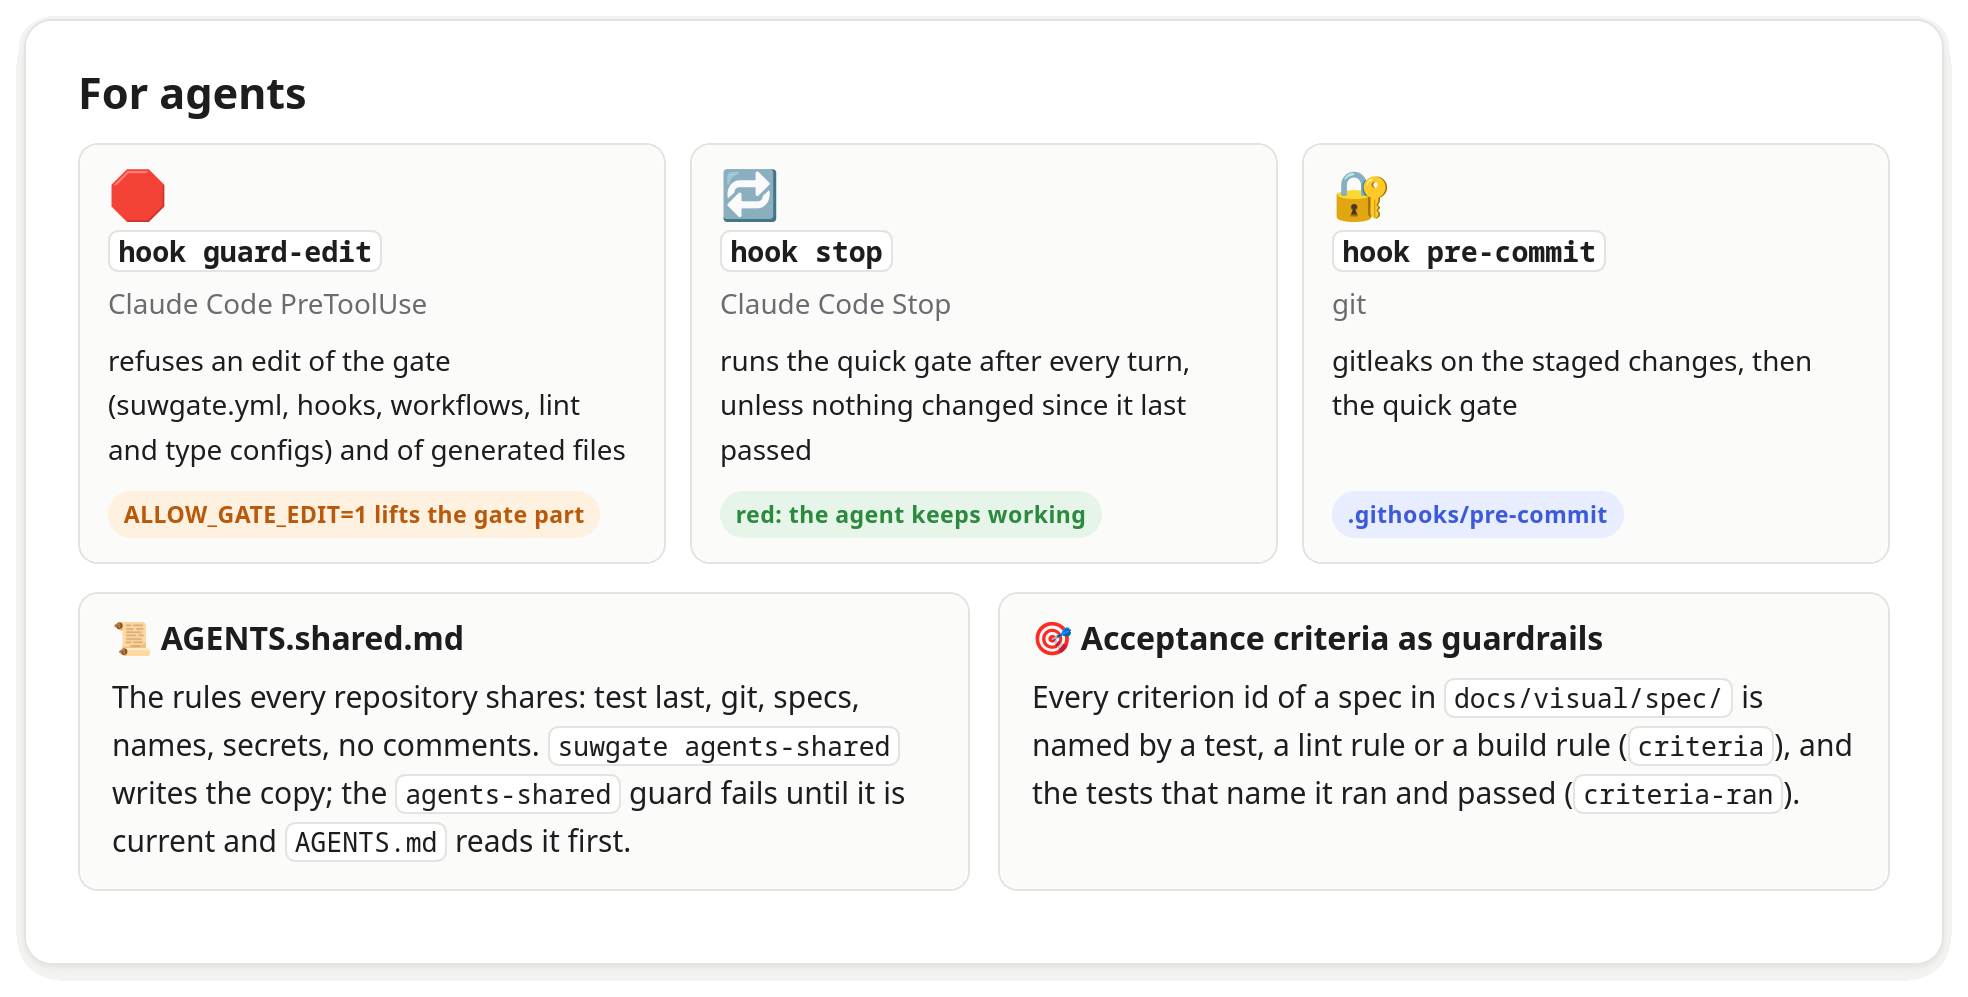 For agents
hook guard-edit
Claude Code PreToolUse
refuses an edit of the gate
(suwgate.yml, hooks, workflows, lint
and type configs) and of generated files
ALLOW_GATE_EDIT=1 lifts the gate part
hook stop
Claude Code Stop
runs the quick gate after every turn,
unless nothing changed since it last
passed
red: the agent keeps working
hook pre-commit
git
gitleaks on the staged changes, then
the quick gate
.githooks/pre-commit
AGENTS.shared.md
The rules every repository shares: test last, git, specs,
names, secrets, no comments. suwgate agents-shared
writes the copy; the agents-shared guard fails until it is
current and AGENTS.md reads it first.
Acceptance criteria as guardrails
Every criterion id of a spec in docs/visual/spec/ is
named by a test, a lint rule or a build rule (criteria), and
the tests that name it ran and passed (criteria-ran).